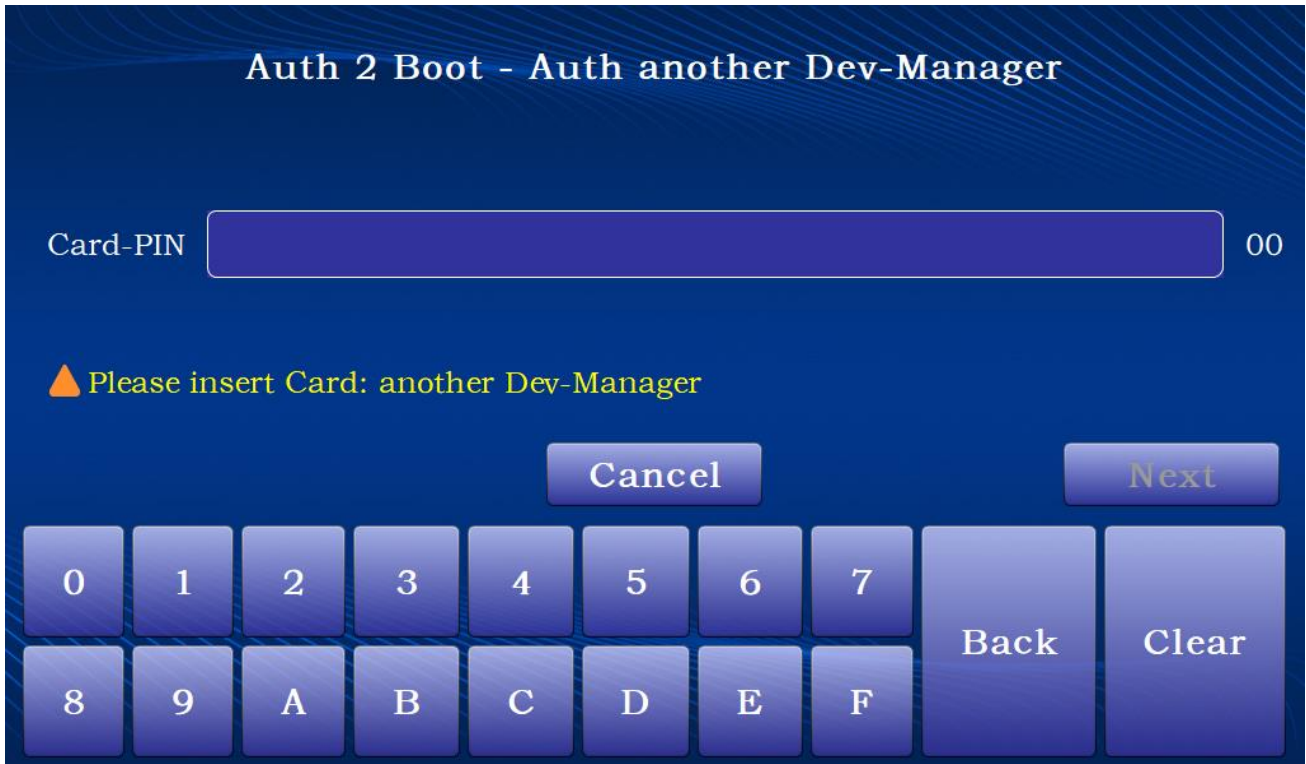 Auth 2 Boot - Auth another Dev-Manager
Card-PIN 00
Please insert Card: another Dev-Manager
Cancel Next
0 1 2 3 4 5 6 7 Back Clear
8 9 A B C D E F